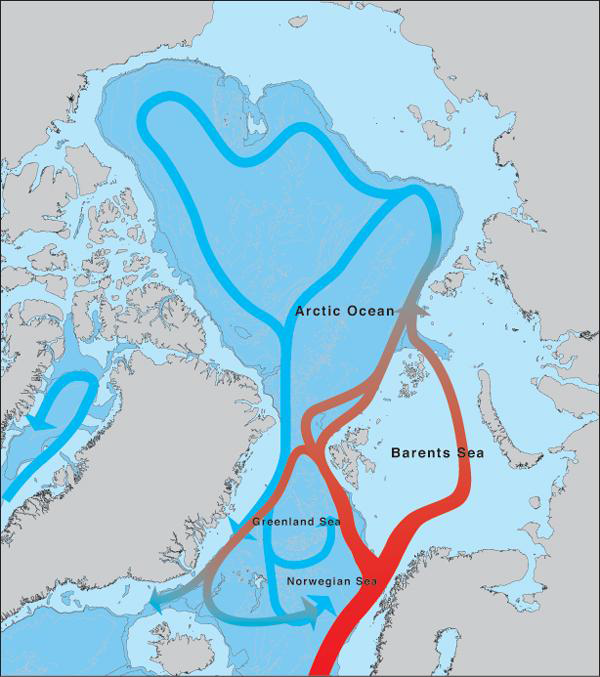 Arctic Ocean
Barents Sea
Greenland Sea
Norwegian Sea